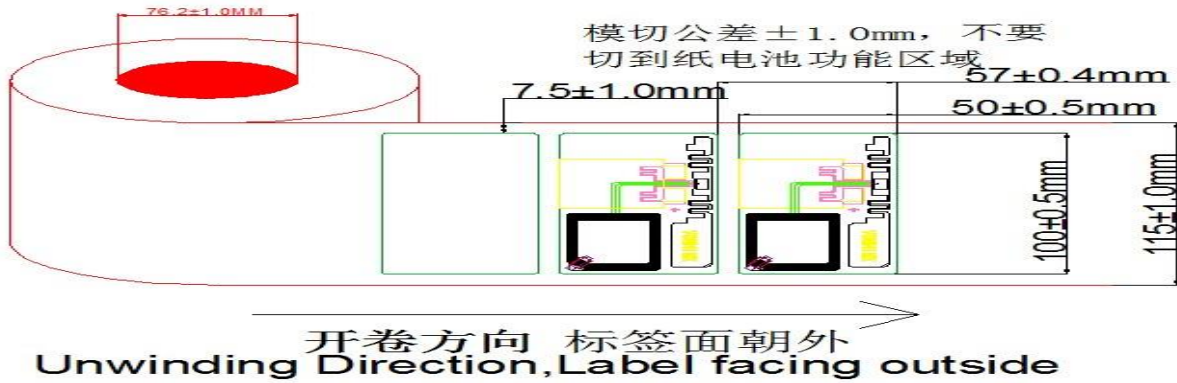 76.2±1.0MM
模切公差±1.0mm，不要
切到纸电池功能区域
57±0.4mm
7.5±1.0mm
50±0.5mm
100±0.5mm
115±1.0mm
开卷方向 标签面朝外
Unwinding Direction,Label facing outside